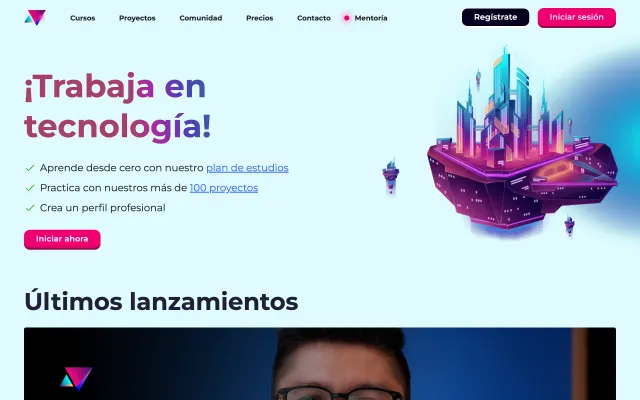 Cursos
Proyectos
Comunidad
Precios
Contacto
Mentoría
Regístrate
Iniciar sesión
¡Trabaja en
tecnología!
Aprende desde cero con nuestro plan de estudios
Practica con nuestros más de 100 proyectos
Crea un perfil profesional
Iniciar ahora
Últimos lanzamientos